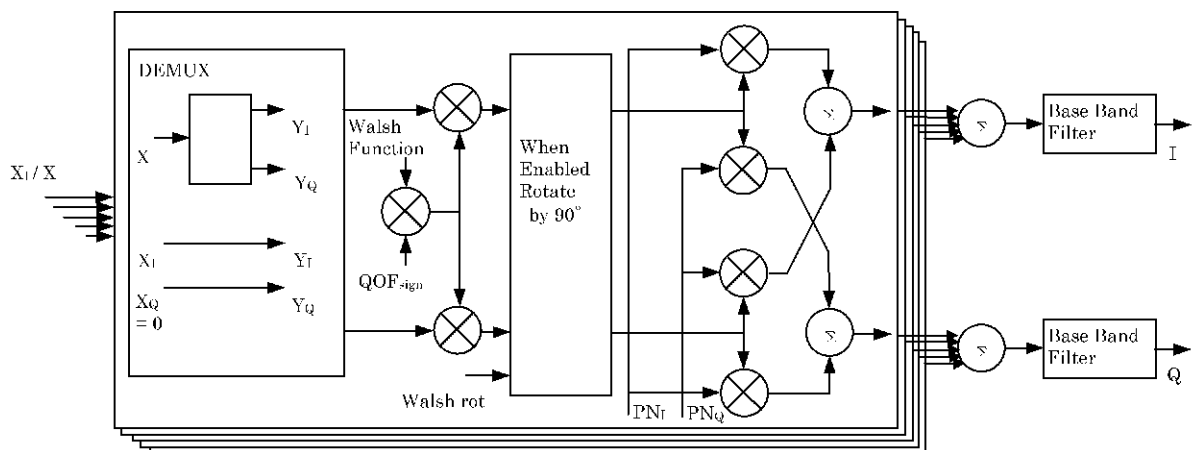 DEMUX
X
YI
YQ
XI / X
XI
YI
XQ
= 0
YQ
Walsh
Function
QOFsign
Walsh rot
When
Enabled
Rotate
by 90°
PNI
PNQ
Σ
Σ
Σ
Σ
Base Band
Filter
I
Base Band
Filter
Q